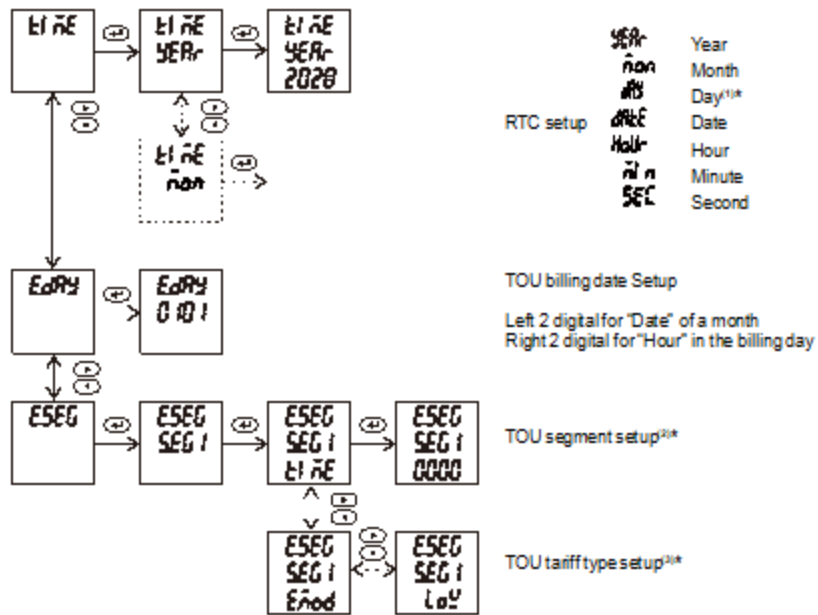 tiME
tiME
YEAr
tiME
YEAr
2020
tiME
Mon
EdAY
EdAY
0101
ESEG
ESEG
SEG1
ESEG
SEG1
tiME
ESEG
SEG1
0000
ESEG
SEG1
EMod
ESEG
SEG1
LoW
RTC setup
YEAr Year
Mon Month
dAY Day⁽¹⁾*
dAtE Date
HoUr Hour
Min Minute
SEC Second
TOU billing date Setup
Left 2 digital for "Date" of a month
Right 2 digital for "Hour" in the billing day
TOU segment setup⁽²⁾*
TOU tariff type setup⁽³⁾*